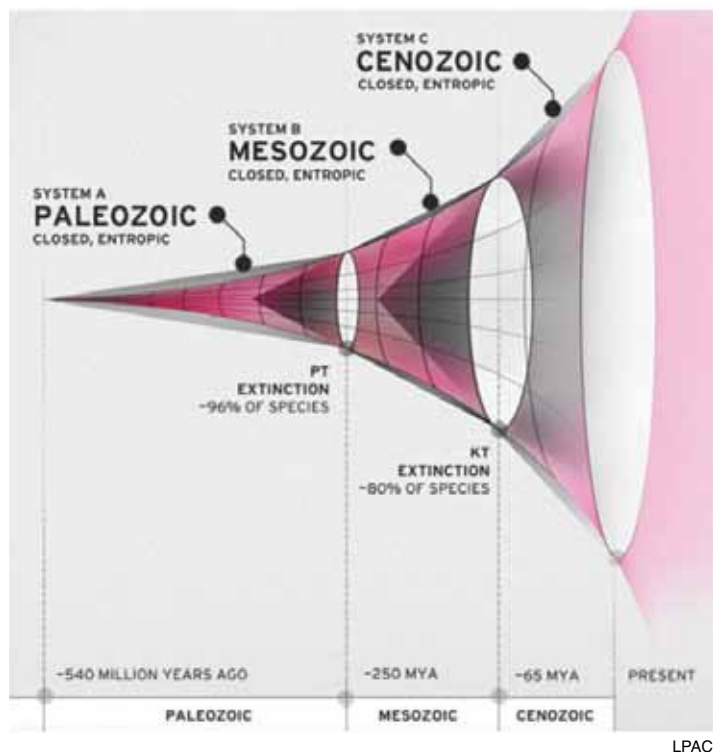 SYSTEM C
CENOZOIC
CLOSED, ENTROPIC
SYSTEM B
MESOZOIC
CLOSED, ENTROPIC
SYSTEM A
PALEOZOIC
CLOSED, ENTROPIC
PT
EXTINCTION
~96% OF SPECIES
KT
EXTINCTION
~80% OF SPECIES
~540 MILLION YEARS AGO
~250 MYA
~65 MYA
PRESENT
PALEOZOIC
MESOZOIC
CENOZOIC
LPAC